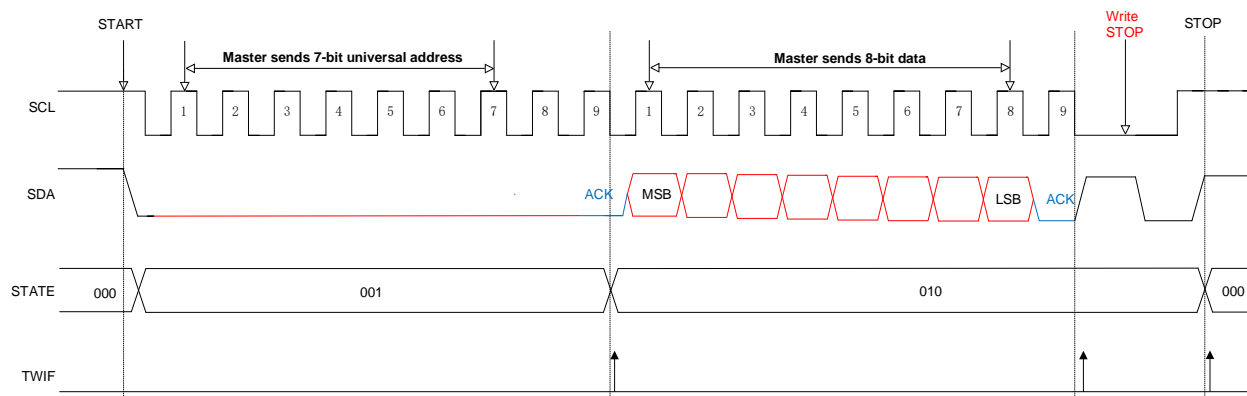 START
Write
STOP
STOP
Master sends 7-bit universal address
Master sends 8-bit data
SCL
1 2 3 4 5 6 7 8 9 1 2 3 4 5 6 7 8 9
SDA
ACK MSB LSB ACK
STATE
000 001 010 000
TWIF